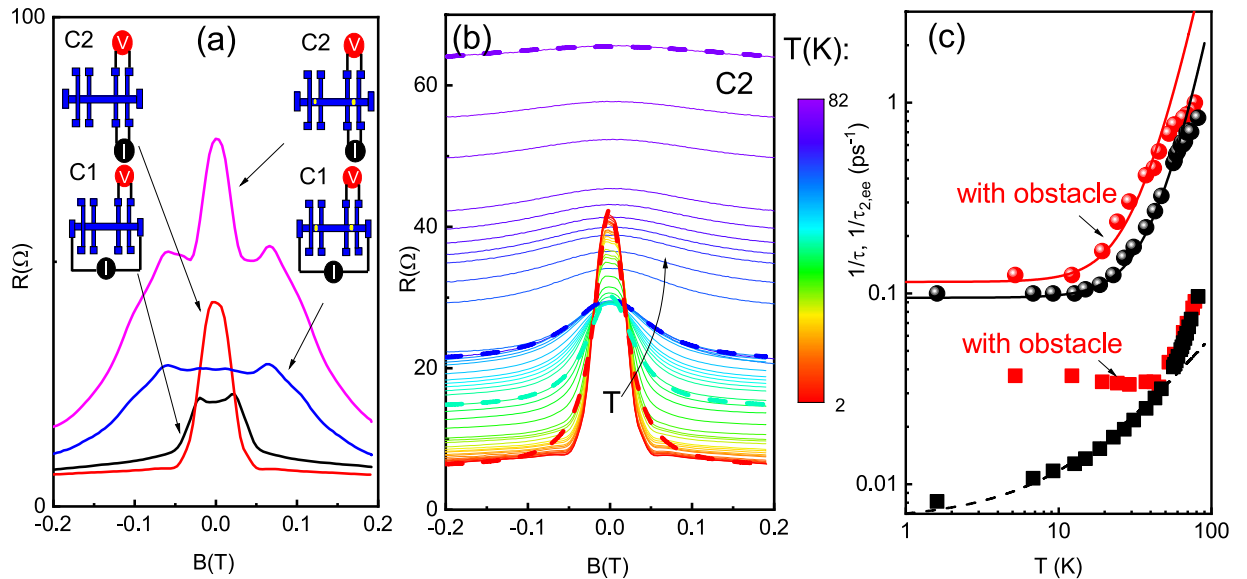 (a)
100
C2
V
I
C1
V
I
C2
V
I
C1
V
I
R(Ω)
0
-0.2
-0.1
0.0
0.1
0.2
B(T)
(b)
C2
60
40
20
R(Ω)
T
-0.2
-0.1
0.0
0.1
0.2
B(T)
T(K):
82
2
(c)
1/τ, 1/τ2,ee (ps-1)
1
0.1
0.01
with obstacle
with obstacle
1
10
100
T (K)